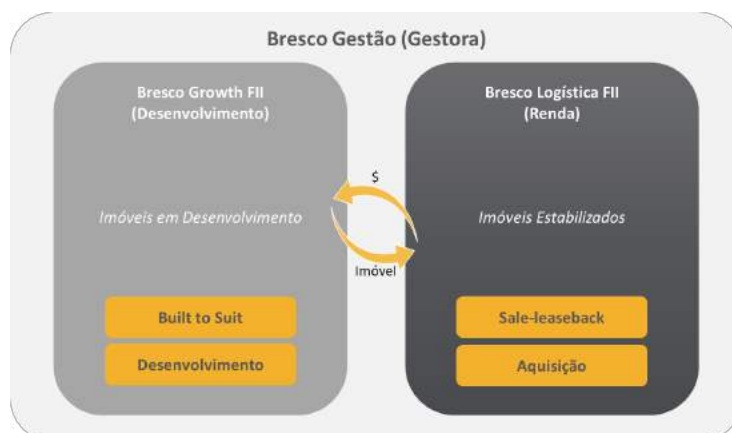 Bresco Gestão (Gestora)
Bresco Growth FII
(Desenvolvimento)
Imóveis em Desenvolvimento
Built to Suit
Desenvolvimento
$
Imóvel
Bresco Logística FII
(Renda)
Imóveis Estabilizados
Sale-leaseback
Aquisição